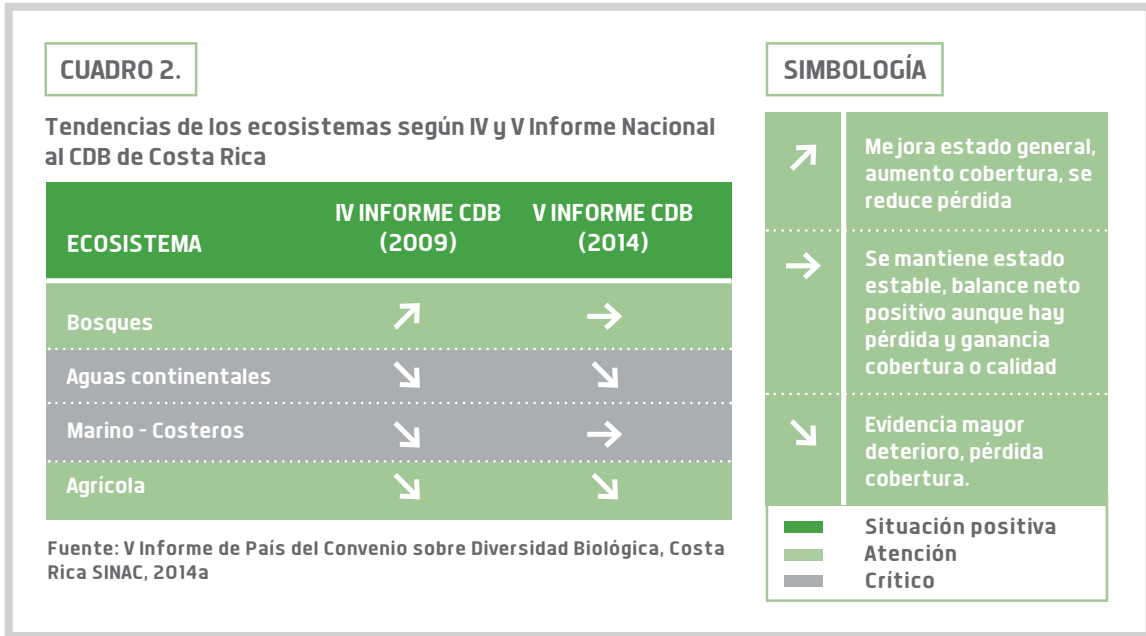 CUADRO 2.
Tendencias de los ecosistemas según IV y V Informe Nacional
al CDB de Costa Rica
ECOSISTEMA
IV INFORME CDB
(2009)
V INFORME CDB
(2014)
Bosques ↗ →
Aguas continentales ↘ ↘
Marino - Costeros ↘ →
Agrícola ↘ ↘
Fuente: V Informe de País del Convenio sobre Diversidad Biológica, Costa
Rica SINAC, 2014a
SIMBOLOGÍA
↗ Mejora estado general,
aumento cobertura, se
reduce pérdida
→ Se mantiene estado
estable, balance neto
positivo aunque hay
pérdida y ganancia
cobertura o calidad
↘ Evidencia mayor
deterioro, pérdida
cobertura.
Situación positiva
Atención
Crítico